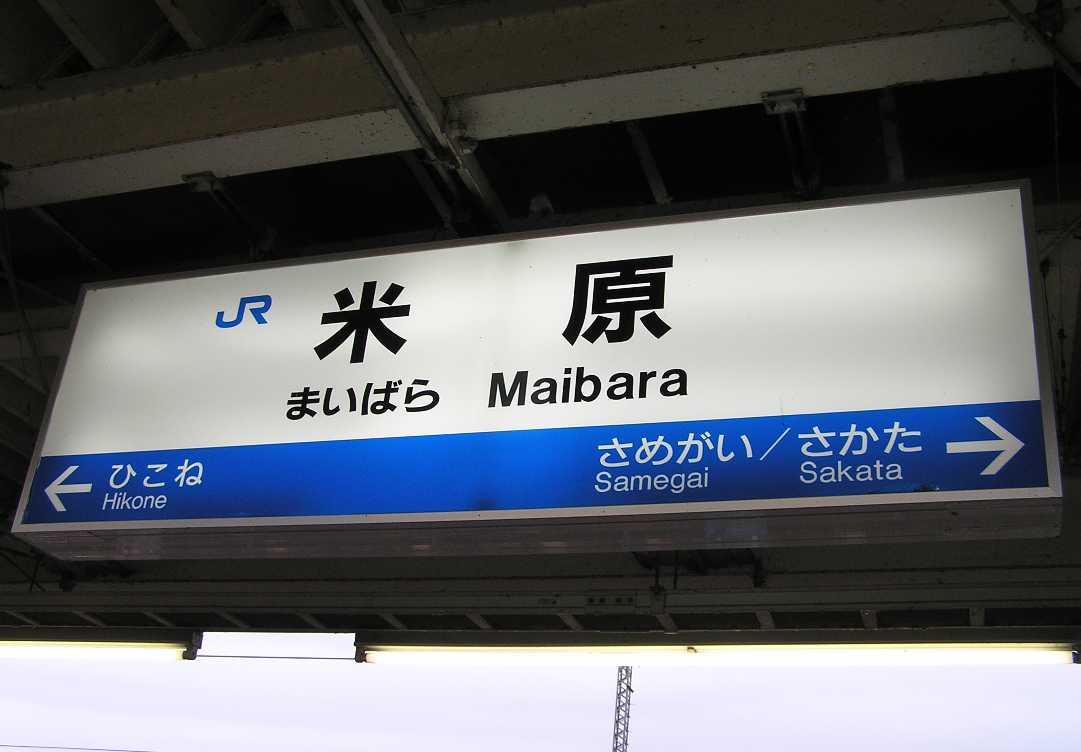 JR 米原
まいばら Maibara
← ひこね さめがい／さかた →
Hikone Samegai Sakata